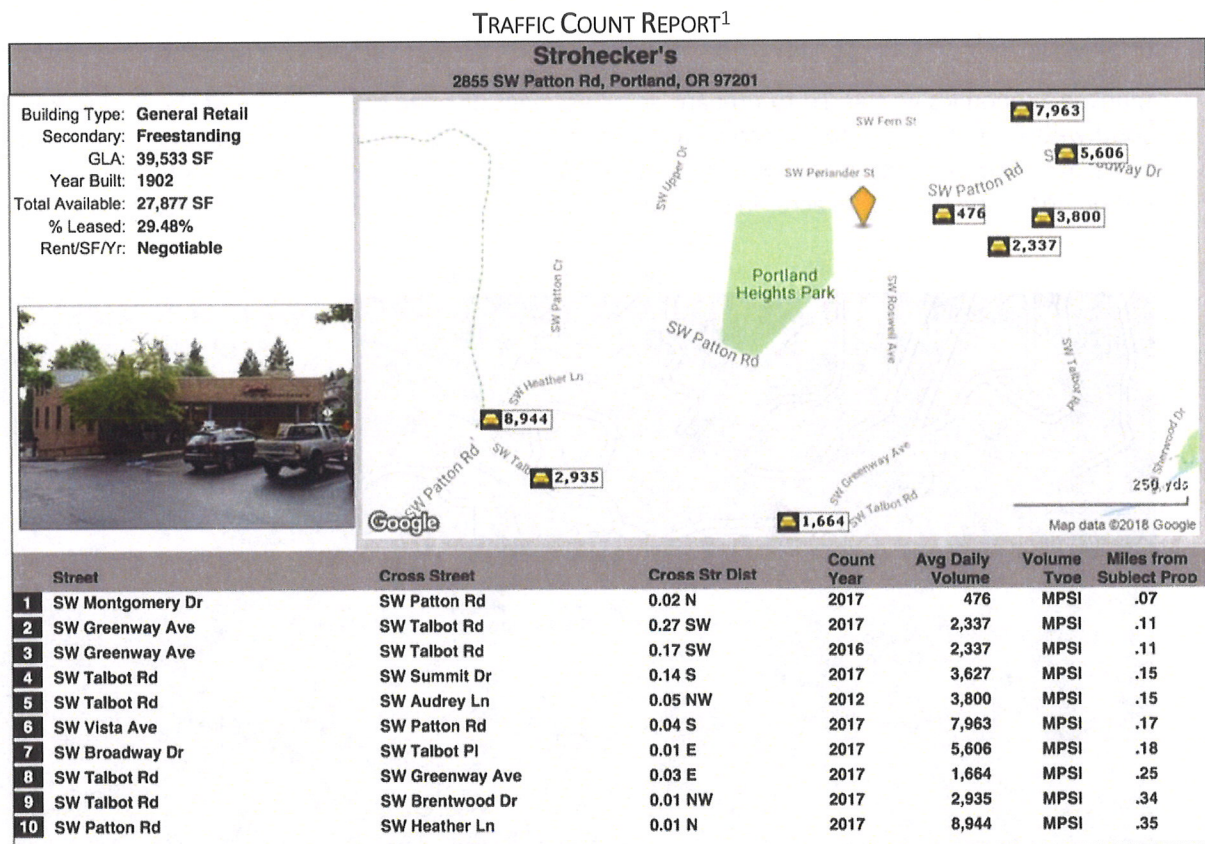 TRAFFIC COUNT REPORT1
Strohecker's
2855 SW Patton Rd, Portland, OR 97201
Building Type: General Retail
Secondary: Freestanding
GLA: 39,533 SF
Year Built: 1902
Total Available: 27,877 SF
% Leased: 29.48%
Rent/SF/Yr: Negotiable
7,963
SW Fern St
5,606
SW Upper Dr
SW Periander St
SW Patton Rd
476
3,800
2,337
Portland
Heights Park
SW Patton Cr
SW Roswell Ave
SW Patton Rd
SW Talbot Rd
SW Heather Ln
8,944
SW Patton Rd
2,935
SW Greenway Ave
Sherwood Dr
250 yds
1,664
SW Talbot Rd
Google
Map data ©2018 Google
Street Cross Street Cross Str Dist Count Year Avg Daily Volume Volume Type Miles from Subject Prop
1 SW Montgomery Dr SW Patton Rd 0.02 N 2017 476 MPSI .07
2 SW Greenway Ave SW Talbot Rd 0.27 SW 2017 2,337 MPSI .11
3 SW Greenway Ave SW Talbot Rd 0.17 SW 2016 2,337 MPSI .11
4 SW Talbot Rd SW Summit Dr 0.14 S 2017 3,627 MPSI .15
5 SW Talbot Rd SW Audrey Ln 0.05 NW 2012 3,800 MPSI .15
6 SW Vista Ave SW Patton Rd 0.04 S 2017 7,963 MPSI .17
7 SW Broadway Dr SW Talbot Pl 0.01 E 2017 5,606 MPSI .18
8 SW Talbot Rd SW Greenway Ave 0.03 E 2017 1,664 MPSI .25
9 SW Talbot Rd SW Brentwood Dr 0.01 NW 2017 2,935 MPSI .34
10 SW Patton Rd SW Heather Ln 0.01 N 2017 8,944 MPSI .35